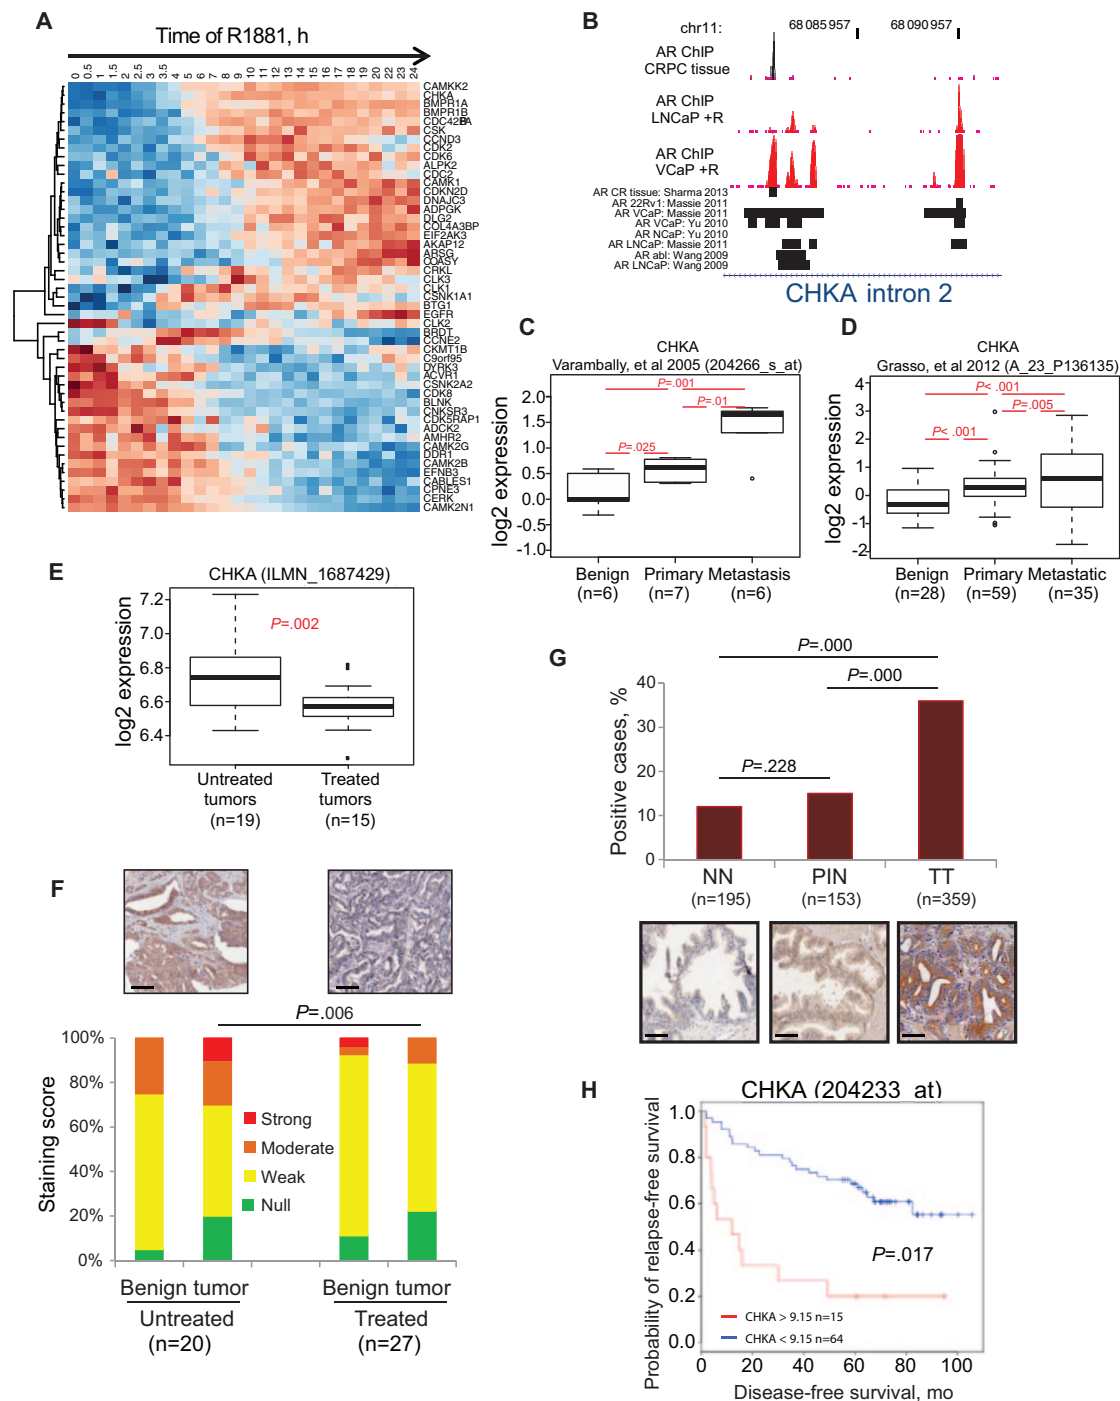 A
Time of R1881, h
0 0.5 1 1.5 2 2.5 3 3.5 4 5 6 7 8 9 10 11 12 13 14 15 16 17 18 19 20 22 23 24
CAMKK2
CHKA
BMPR1A
BMPR1B
CDC42BPA
CSK
CCND3
CDK2
CDK6
ALPK2
CDC2
CAMK1
CDKN2D
DNAJC3
ADPGK
DLG2
COL4A3BP
EIF2AK3
AKAP12
ARSG
COASY
CRKL
CLK3
CLK1
CSNK1A1
BTG1
EGFR
CLK2
BRDT
CCNE2
CKMT1B
C9orf95
DYRK3
ACVR1
CSNK2A2
CDK8
BLNK
CNKSR3
CDK5RAP1
ADCK2
AMHR2
CAMK2G
DDR1
CAMK2B
EFNB3
CABLES1
CPNE3
CERK
CAMK2N1
B
chr11: 68 085 957 68 090 957
AR ChIP
CRPC tissue
AR ChIP
LNCaP +R
AR ChIP
VCaP +R
AR CR tissue: Sharma 2013
AR 22Rv1: Massie 2011
AR VCaP: Massie 2011
AR VCaP: Yu 2010
AR NCaP: Yu 2010
AR LNCaP: Massie 2011
AR abl: Wang 2009
AR LNCaP: Wang 2009
CHKA intron 2
C
CHKA
Varambally, et al 2005 (204266_s_at)
P=.001
P=.01
P=.025
log2 expression
2.0
1.5
1.0
0.5
0.0
-0.5
-1.0
Benign Primary Metastasis
(n=6) (n=7) (n=6)
D
CHKA
Grasso, et al 2012 (A_23_P136135)
P< .001
P=.005
P< .001
log2 expression
4
3
2
1
0
-1
-2
Benign Primary Metastatic
(n=28) (n=59) (n=35)
E
CHKA (ILMN_1687429)
P=.002
log2 expression
7.2
7.0
6.8
6.6
6.4
Untreated Treated
tumors tumors
(n=19) (n=15)
F
P=.006
Staining score
100%
80%
60%
40%
20%
0%
Strong
Moderate
Weak
Null
Benign tumor Benign tumor
Untreated Treated
(n=20) (n=27)
G
P=.000
P=.000
P=.228
Positive cases, %
40
30
20
10
0
NN PIN TT
(n=195) (n=153) (n=359)
H
CHKA (204233_at)
Probability of relapse-free survival
1.0
0.8
0.6
0.4
0.2
0.0
P=.017
CHKA > 9.15 n=15
CHKA < 9.15 n=64
0 20 40 60 80 100
Disease-free survival, mo